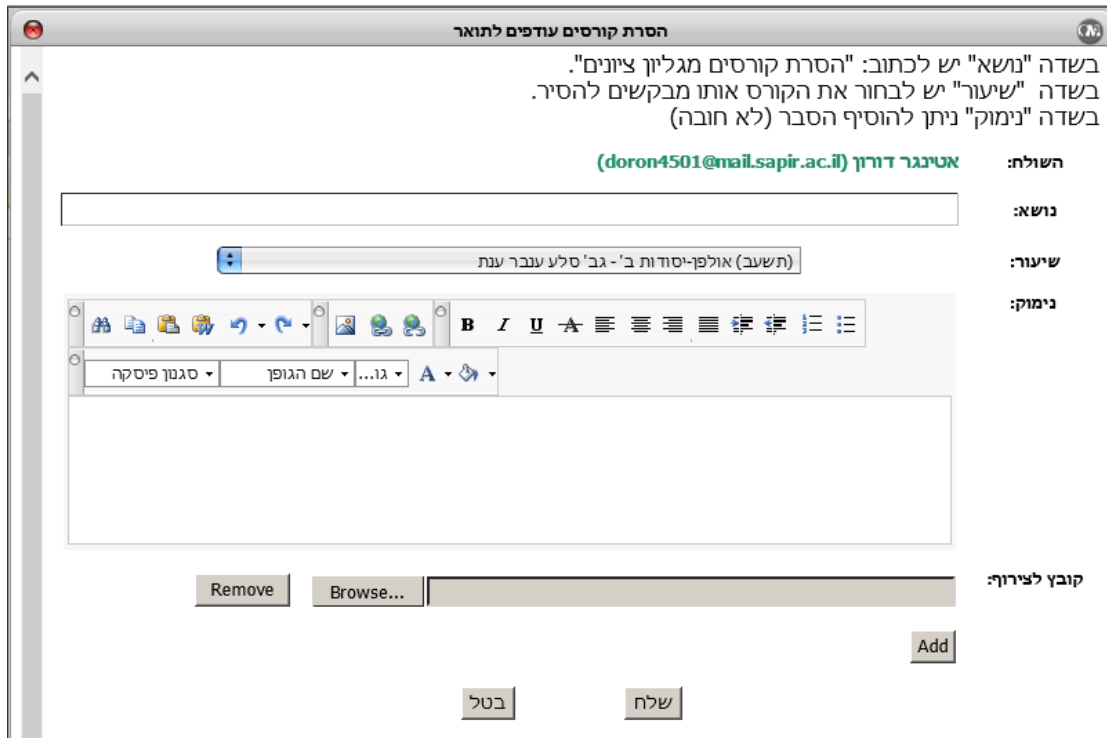 הסרת קורסים עודפים לתואר
בשדה "נושא" יש לכתוב: "הסרת קורסים מגליון ציונים".
בשדה "שיעור" יש לבחור את הקורס אותו מבקשים להסיר.
בשדה "נימוק" ניתן להוסיף הסבר (לא חובה)
השולח: אטינגר דורון (doron4501@mail.sapir.ac.il)
נושא:
שיעור: (תשעב) אולפן-יסודות ב' - גב' סלע ענבר ענת
נימוק:
B I U A
סגנון פיסקה שם הגופן גו... A
קובץ לצירוף: Browse... Remove
Add
שלח בטל